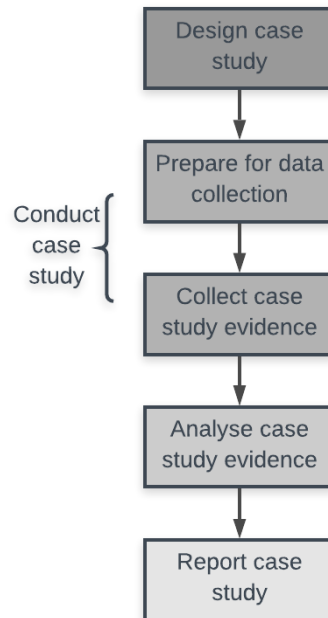 Design case
study
Prepare for data
collection
Conduct
case
study
Collect case
study evidence
Analyse case
study evidence
Report case
study